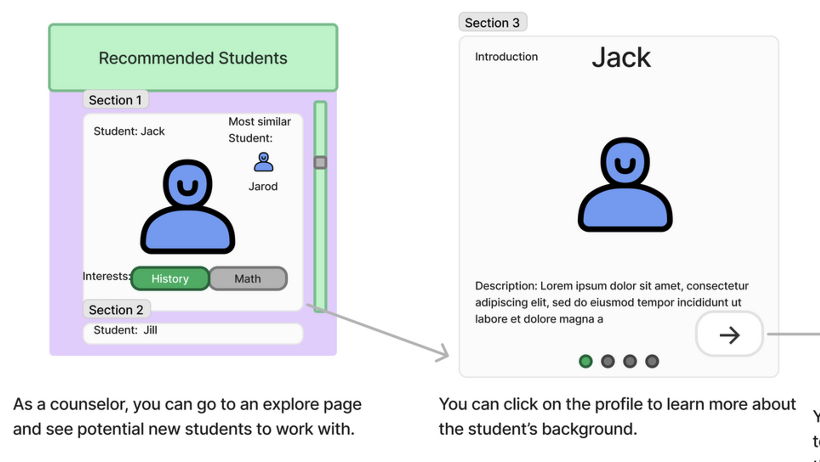 Recommended Students
Section 1
Student: Jack
Most similar
Student:
Jarod
Interests:
History
Math
Section 2
Student: Jill
As a counselor, you can go to an explore page
and see potential new students to work with.
Section 3
Introduction
Jack
Description: Lorem ipsum dolor sit amet, consectetur
adipiscing elit, sed do eiusmod tempor incididunt ut
labore et dolore magna a
You can click on the profile to learn more about
the student's background.